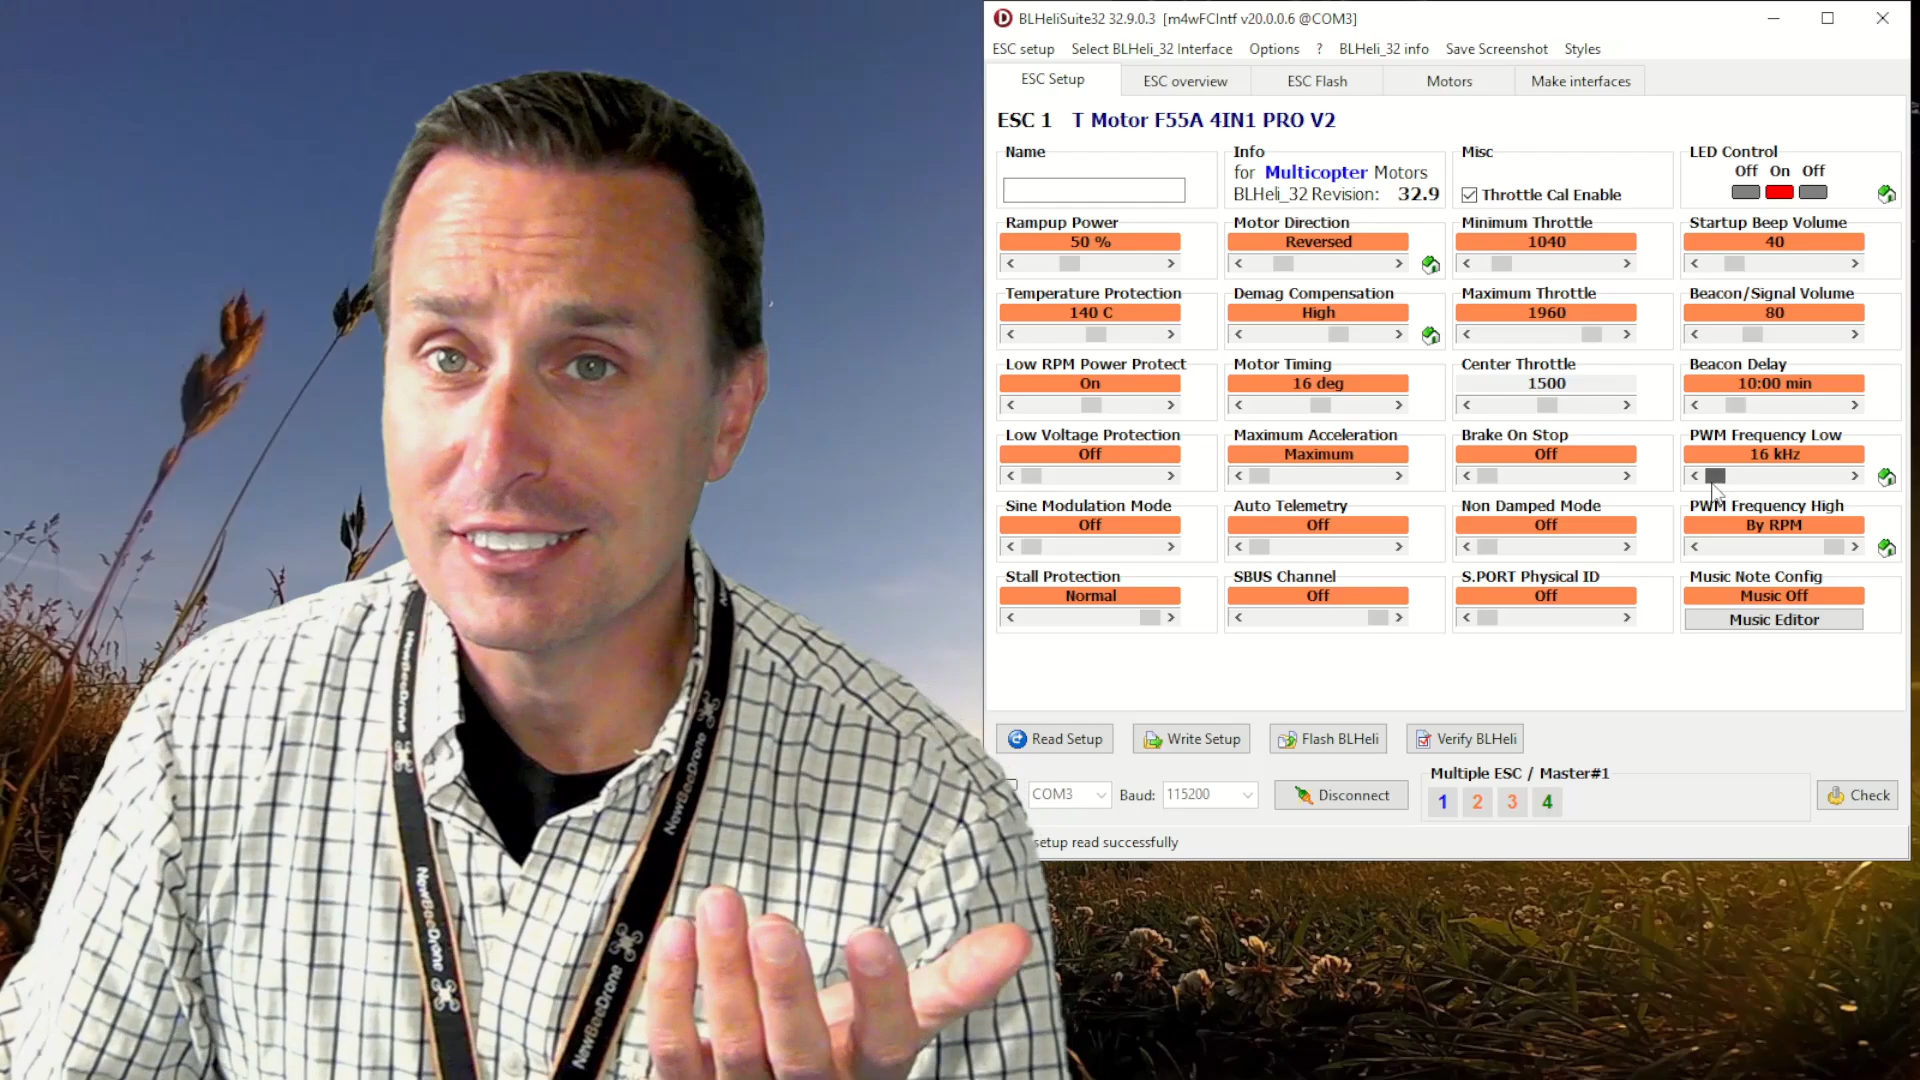 BLHeliSuite32 32.9.0.3 [m4wFCIntf v20.0.0.6 @COM3]
ESC setup Select BLHeli_32 Interface Options ? BLHeli_32 info Save Screenshot Styles
ESC Setup ESC overview ESC Flash Motors Make interfaces
ESC 1 T Motor F55A 4IN1 PRO V2
Name Info Misc LED Control
for Multicopter Motors Off On Off
BLHeli_32 Revision: 32.9 Throttle Cal Enable
Rampup Power Motor Direction Minimum Throttle Startup Beep Volume
50 % Reversed 1040 40
Temperature Protection Demag Compensation Maximum Throttle Beacon/Signal Volume
140 C High 1960 80
Low RPM Power Protect Motor Timing Center Throttle Beacon Delay
On 16 deg 1500 10:00 min
Low Voltage Protection Maximum Acceleration Brake On Stop PWM Frequency Low
Off Maximum Off 16 kHz
Sine Modulation Mode Auto Telemetry Non Damped Mode PWM Frequency High
Off Off Off By RPM
Stall Protection SBUS Channel S.PORT Physical ID Music Note Config
Normal Off Off Music Off
Music Editor
Read Setup Write Setup Flash BLHeli Verify BLHeli
Multiple ESC / Master#1
COM3 Baud: 115200 Disconnect 1 2 3 4 Check
setup read successfully
NewBeeDrone
NewBeeDrone
NewBeeDrone
NewBeeDrone